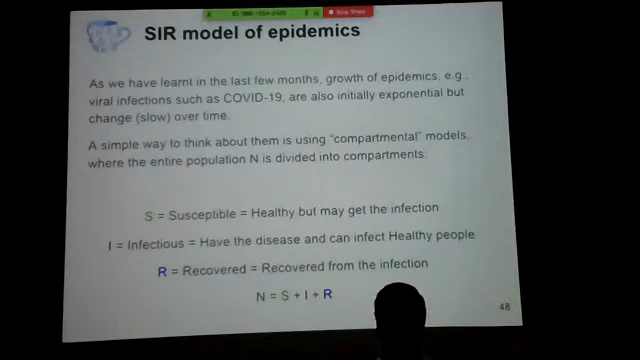 SIR model of epidemics
As we have learnt in the last few months, growth of epidemics, e.g.,
viral infections such as COVID-19, are also initially exponential but
change (slow) over time.
A simple way to think about them is using "compartmental" models,
where the entire population N is divided into compartments.
S = Susceptible = Healthy but may get the infection
I = Infectious = Have the disease and can infect Healthy people
R = Recovered = Recovered from the infection
N = S + I + R
48